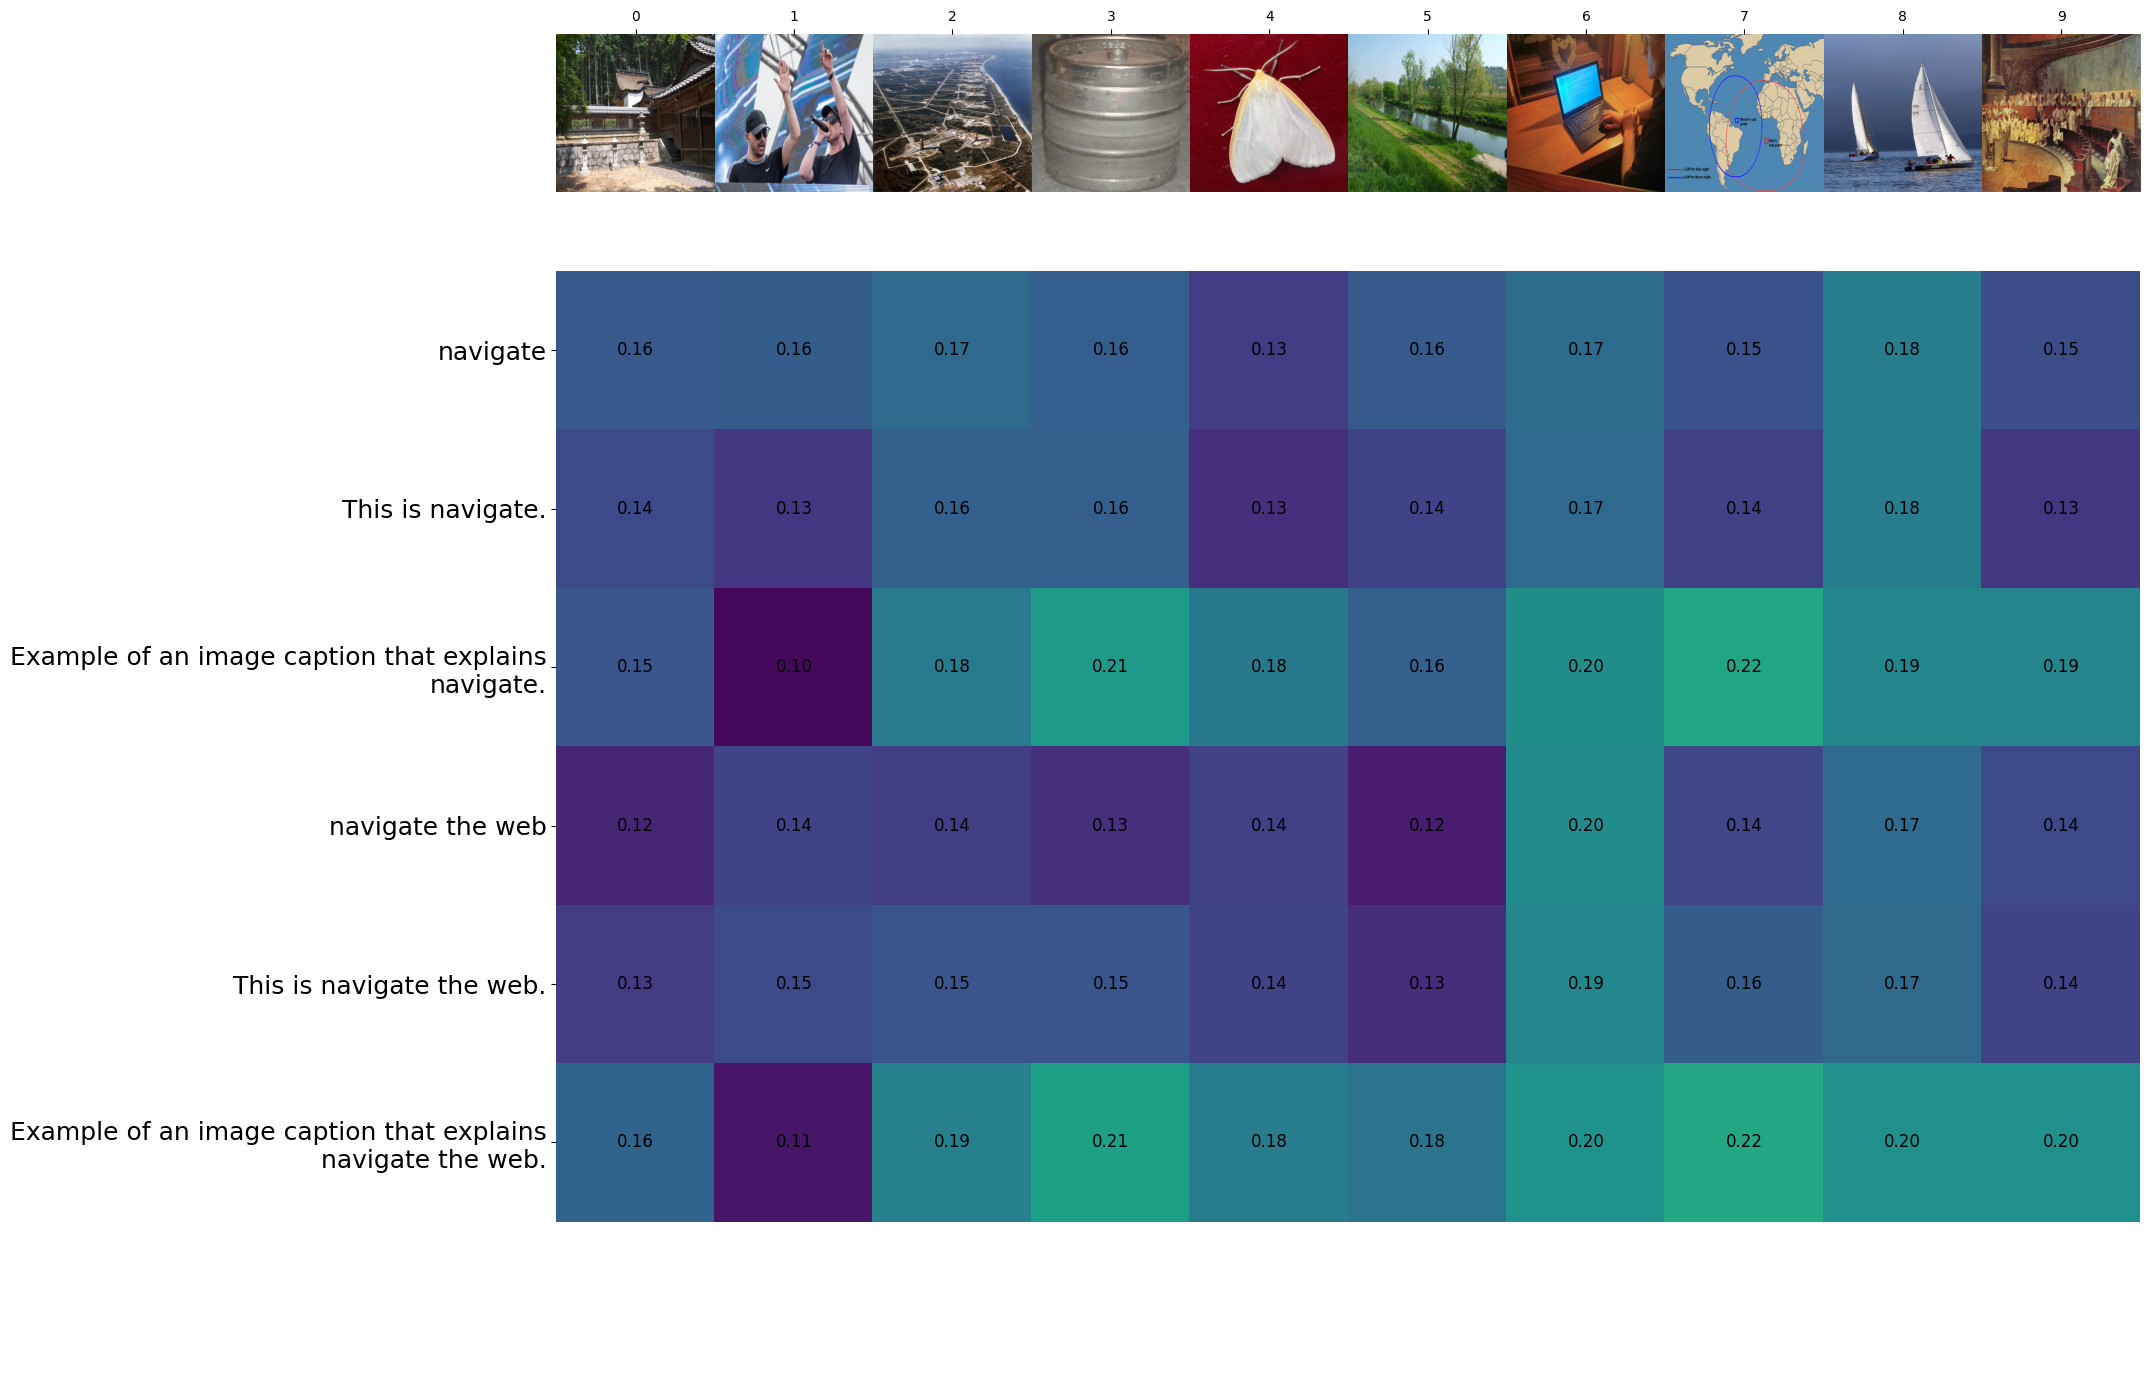 0 1 2 3 4 5 6 7 8 9
navigate
0.16 0.16 0.17 0.16 0.13 0.16 0.17 0.15 0.18 0.15
This is navigate.
0.14 0.13 0.16 0.16 0.13 0.14 0.17 0.14 0.18 0.13
Example of an image caption that explains
navigate.
0.15 0.10 0.18 0.21 0.18 0.16 0.20 0.22 0.19 0.19
navigate the web
0.12 0.14 0.14 0.13 0.14 0.12 0.20 0.14 0.17 0.14
This is navigate the web.
0.13 0.15 0.15 0.15 0.14 0.13 0.19 0.16 0.17 0.14
Example of an image caption that explains
navigate the web.
0.16 0.11 0.19 0.21 0.18 0.18 0.20 0.22 0.20 0.20